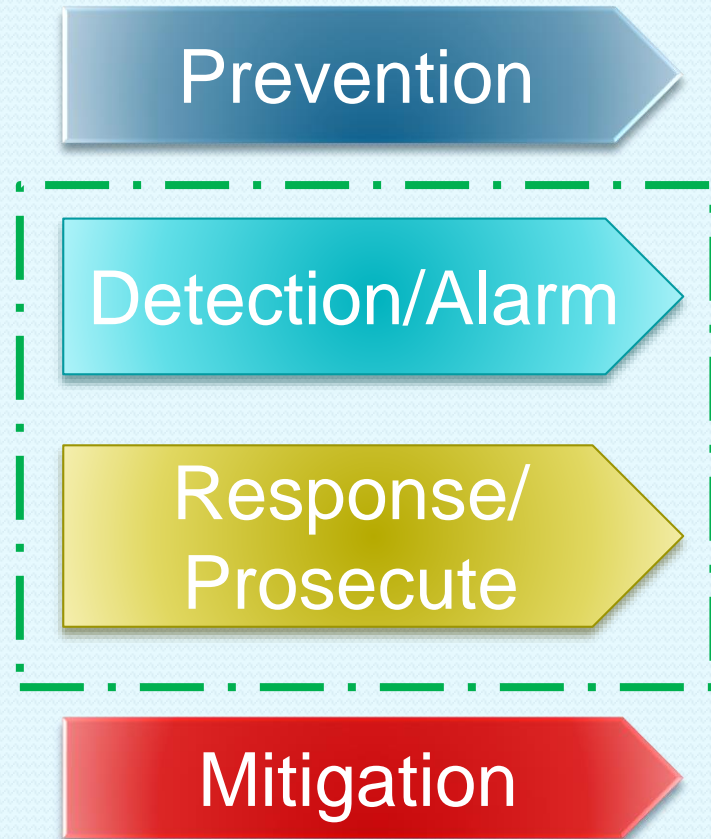 Prevention
Detection/Alarm
Response/
Prosecute
Mitigation